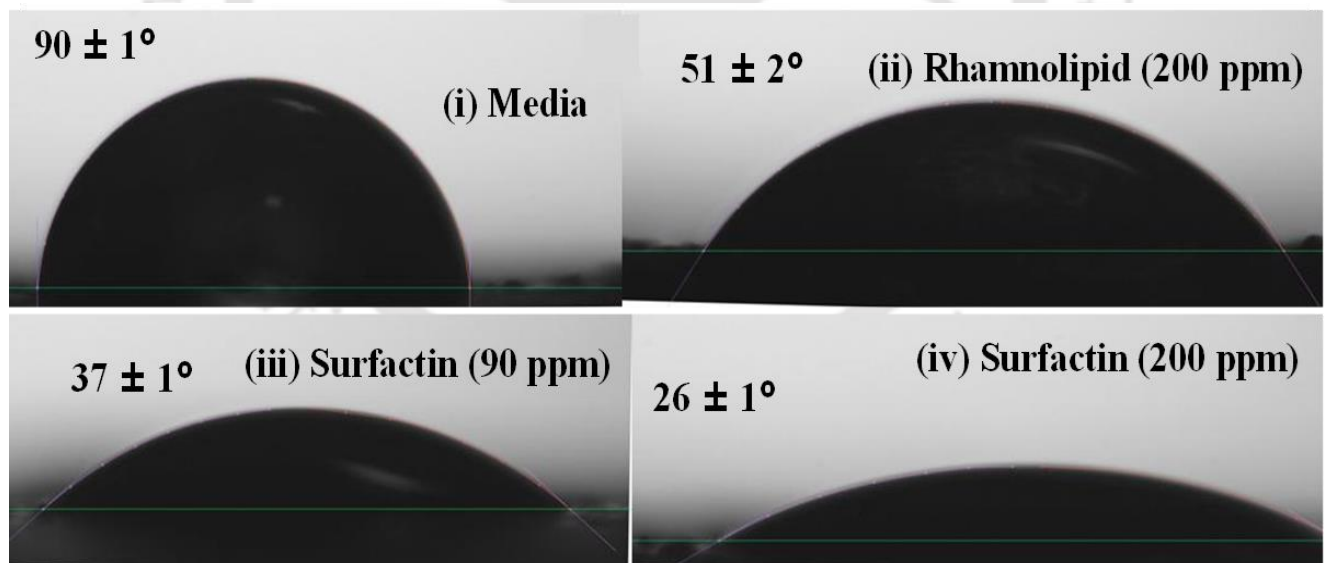 90 ± 1°
(i) Media
51 ± 2°
(ii) Rhamnolipid (200 ppm)
37 ± 1°
(iii) Surfactin (90 ppm)
26 ± 1°
(iv) Surfactin (200 ppm)